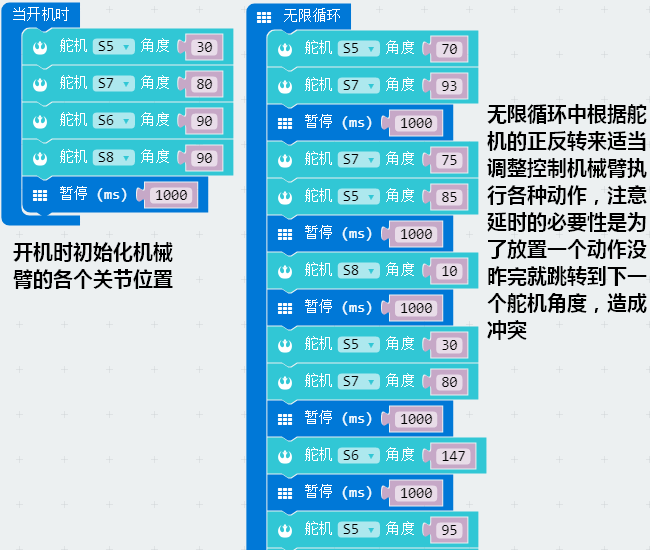 当开机时
舵机 S5 角度 30
舵机 S7 角度 80
舵机 S6 角度 90
舵机 S8 角度 90
暂停 (ms) 1000
开机时初始化机械
臂的各个关节位置
无限循环
舵机 S5 角度 70
舵机 S7 角度 93
暂停 (ms) 1000
舵机 S7 角度 75
舵机 S5 角度 85
暂停 (ms) 1000
舵机 S8 角度 10
暂停 (ms) 1000
舵机 S5 角度 30
舵机 S7 角度 80
暂停 (ms) 1000
舵机 S6 角度 147
暂停 (ms) 1000
舵机 S5 角度 95
无限循环中根据舵
机的正反转来适当
调整控制机械臂执
行各种动作，注意
延时的必要性是为
了放置一个动作没
昨完就跳转到下一
个舵机角度，造成
冲突